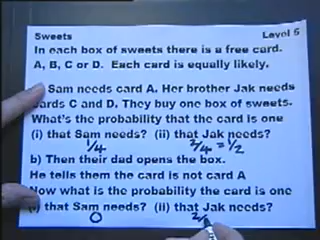 Sweets Level 5
In each box of sweets there is a free card.
A, B, C or D. Each card is equally likely.
Sam needs card A. Her brother Jak needs
cards C and D. They buy one box of sweets.
What's the probability that the card is one
(i) that Sam needs? (ii) that Jak needs?
1/4 2/4 = 1/2
b) Then their dad opens the box.
He tells them the card is not card A
Now what is the probability the card is one
(i) that Sam needs? (ii) that Jak needs?
0 2/